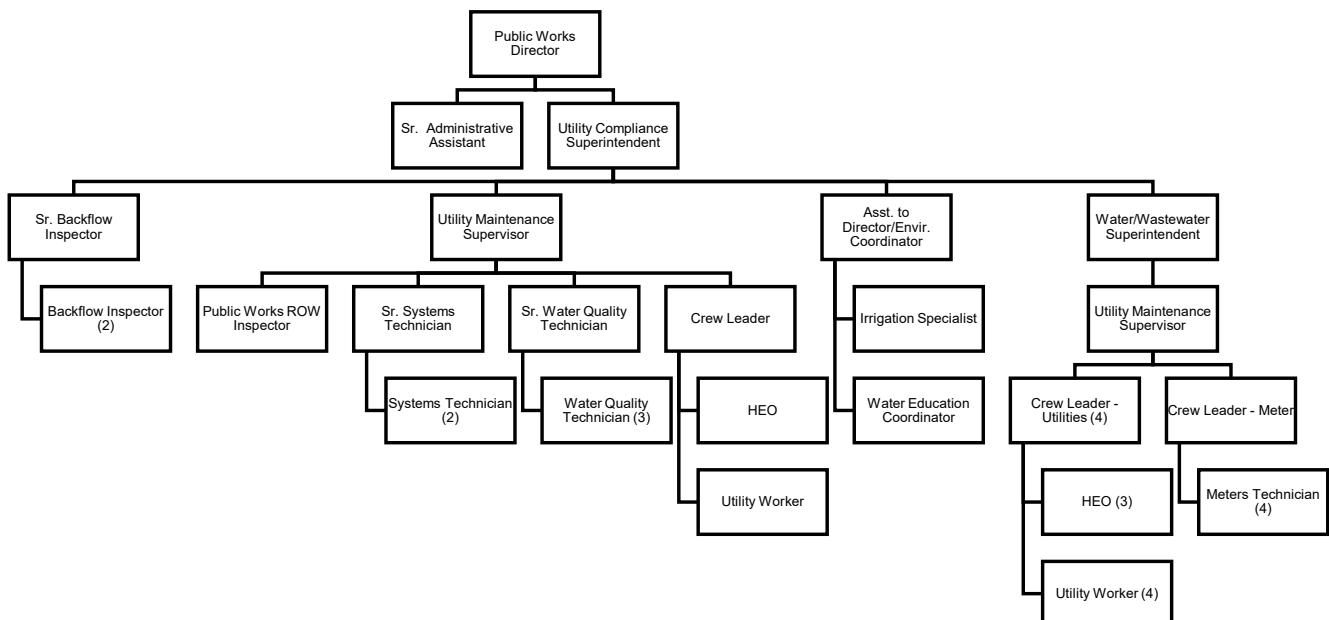 Public Works
Director
Sr. Administrative
Assistant
Utility Compliance
Superintendent
Sr. Backflow
Inspector
Utility Maintenance
Supervisor
Asst. to
Director/Envir.
Coordinator
Water/Wastewater
Superintendent
Backflow Inspector
(2)
Public Works ROW
Inspector
Sr. Systems
Technician
Sr. Water Quality
Technician
Crew Leader
Irrigation Specialist
Utility Maintenance
Supervisor
Systems Technician
(2)
Water Quality
Technician (3)
HEO
Water Education
Coordinator
Crew Leader -
Utilities (4)
Crew Leader - Meter
Utility Worker
HEO (3)
Meters Technician
(4)
Utility Worker (4)